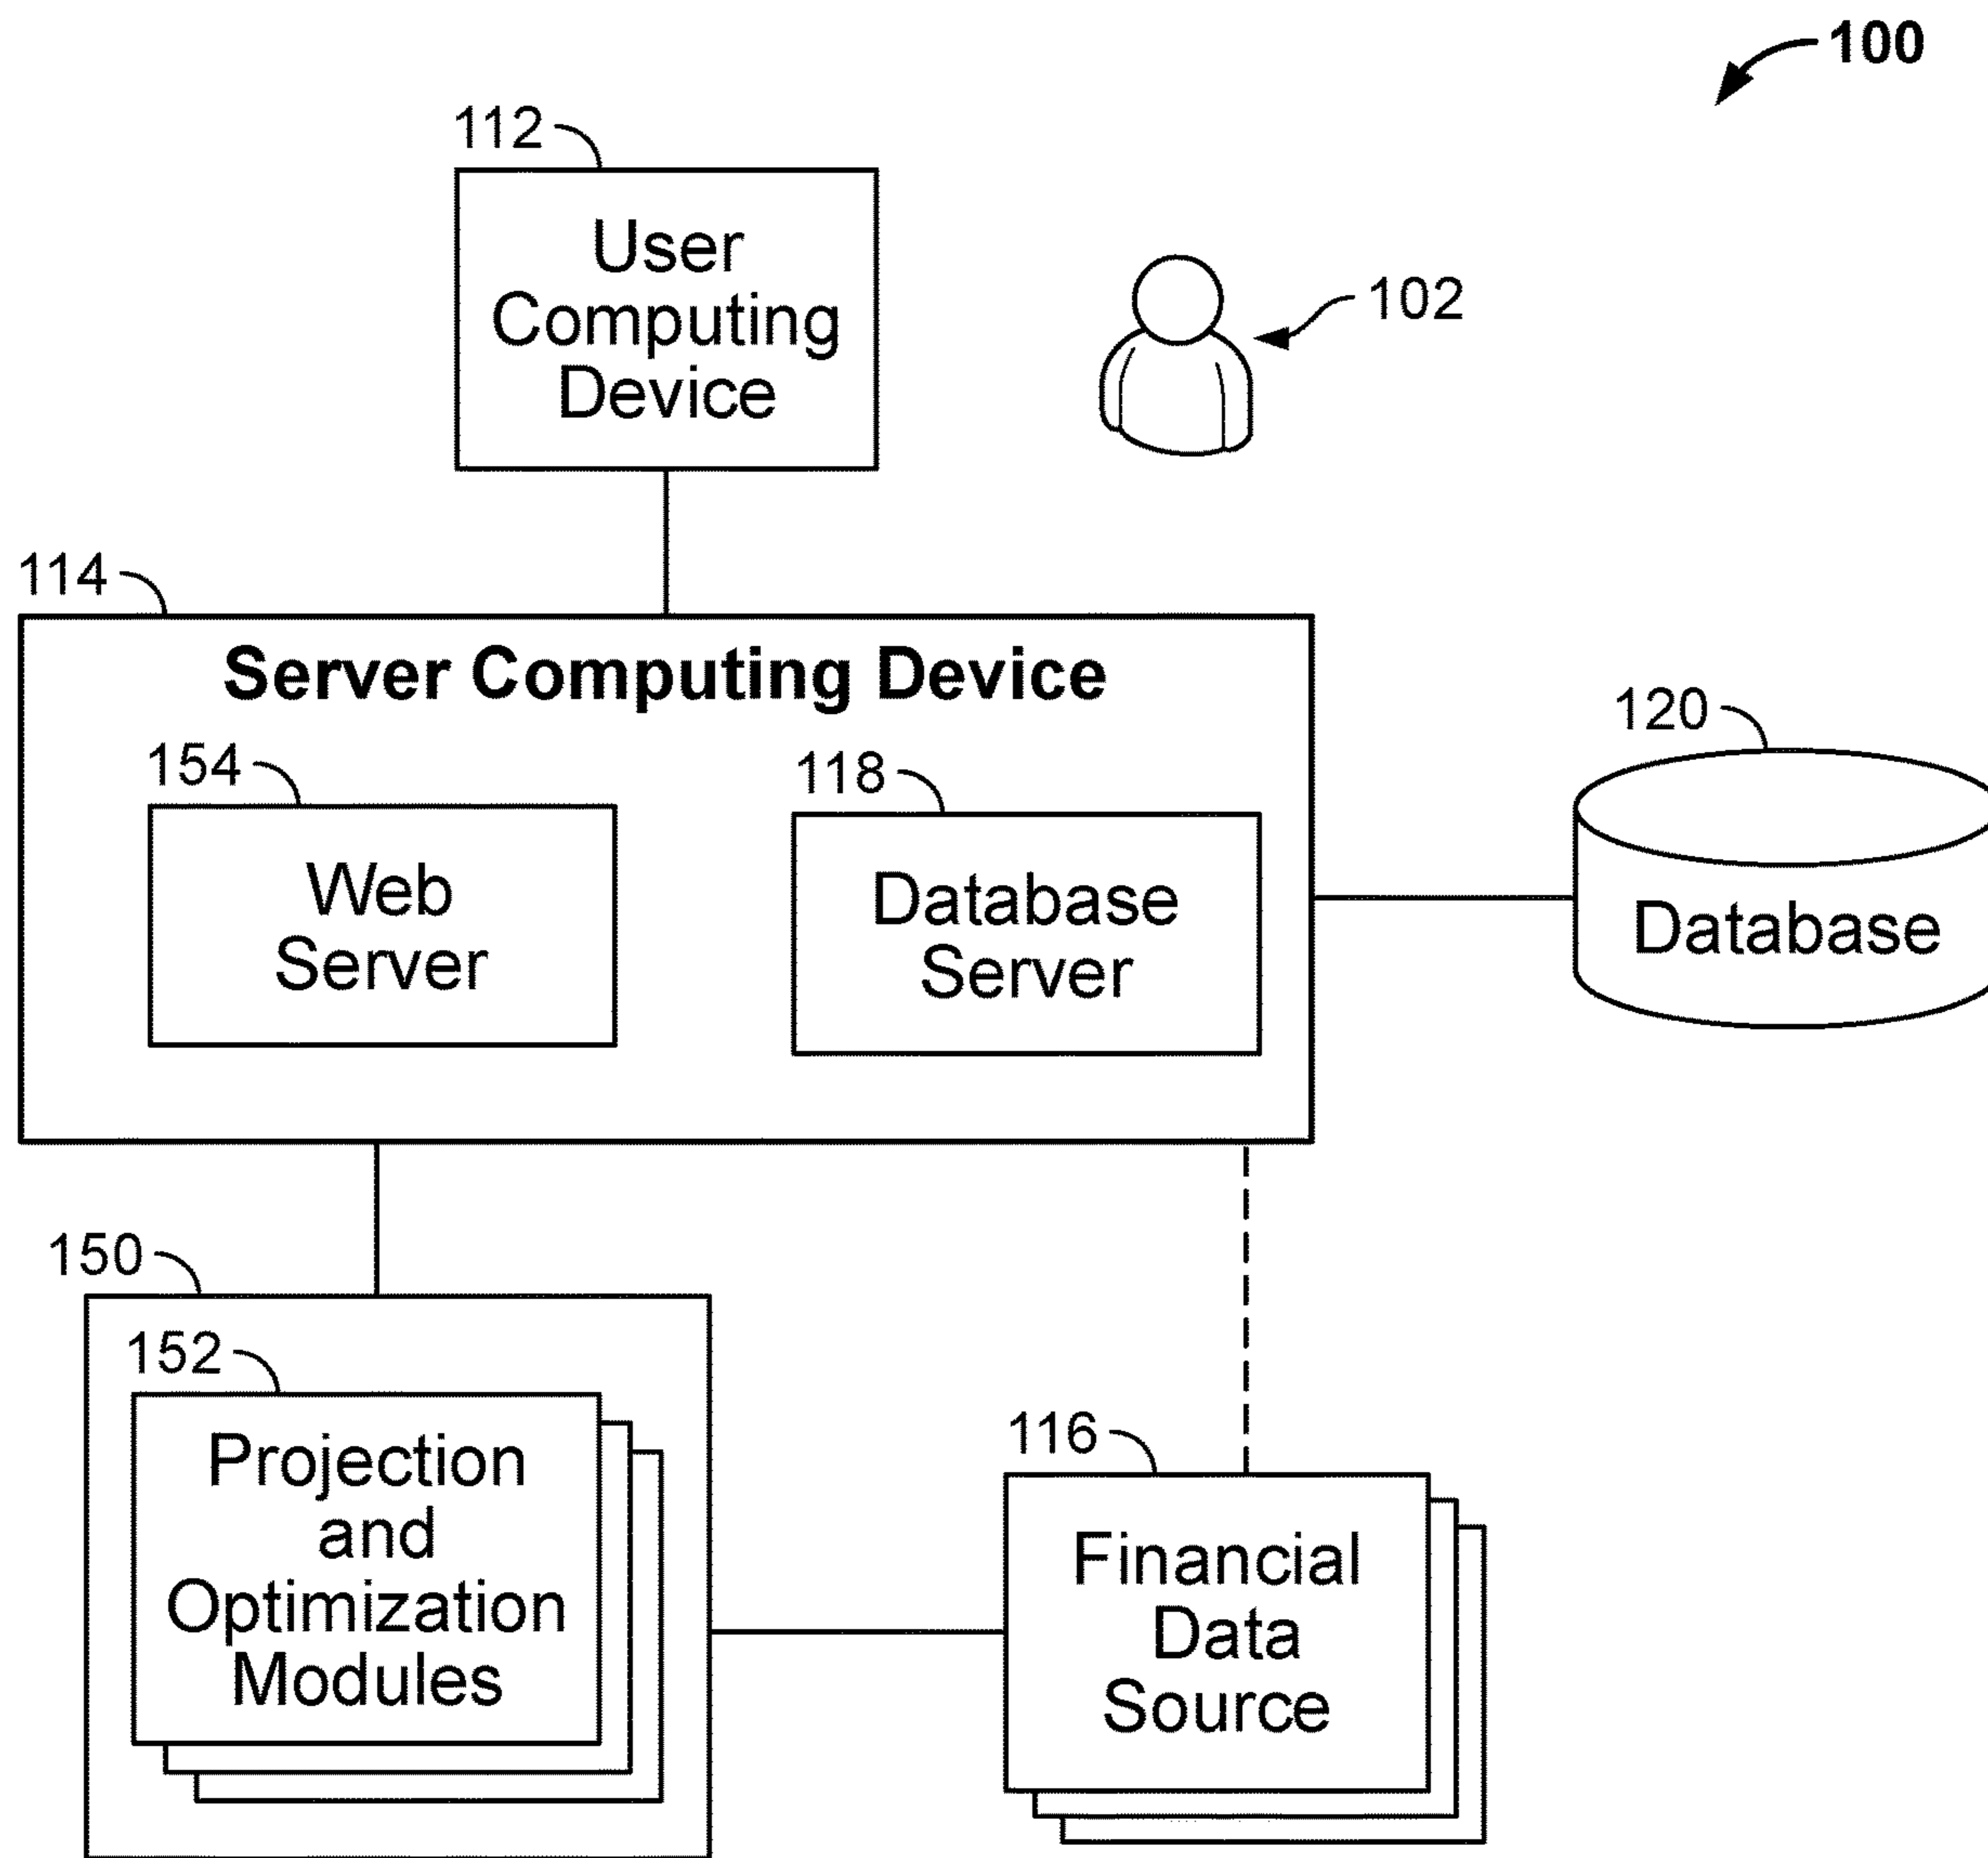 100
112
User
Computing
Device
102
114
Server Computing Device
154
Web
Server
118
Database
Server
120
Database
150
152
Projection
and
Optimization
Modules
116
Financial
Data
Source